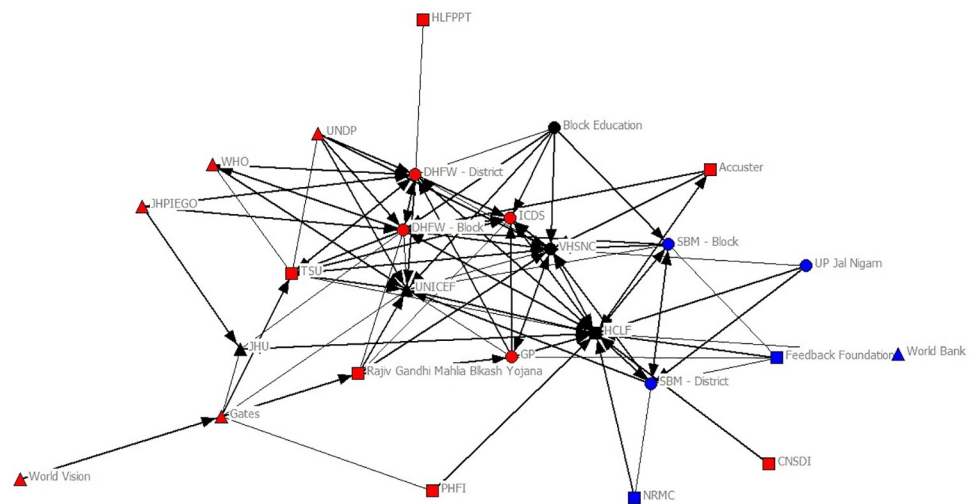 HLFPPT
Block Education
UNDP
WHO
DHFW - District
Accuster
JHPIEGO
ICDS
DHFW - Block
VHSNC
SBM - Block
UP Jal Nigam
TSU
UNICEF
HCLF
JHU
GP
Feedback Foundation
World Bank
Rajiv Gandhi Mahlia Blkash Yojana
SBM - District
Gates
CNSDI
World Vision
PHFI
NRMC